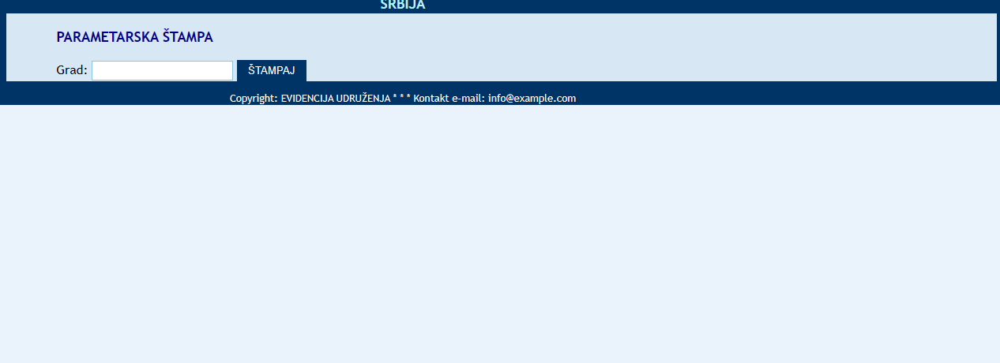 SRBIJA
PARAMETARSKA ŠTAMPA
Grad: ŠTAMPAJ
Copyright: EVIDENCIJA UDRUŽENJA * * * Kontakt e-mail: info@example.com